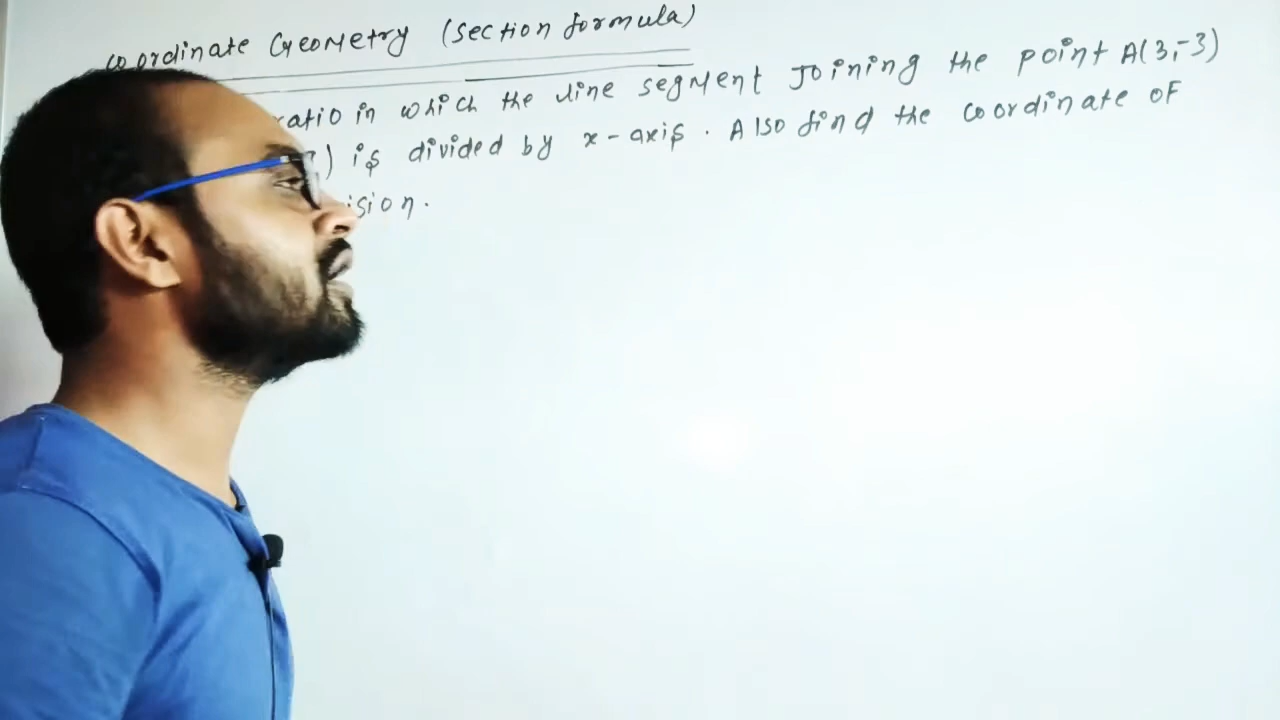 Coordinate Geometry (section formula)
ratio in which the line segment Joining the point A(3,-3)
) is divided by x-axis. Also find the coordinate of
ision.